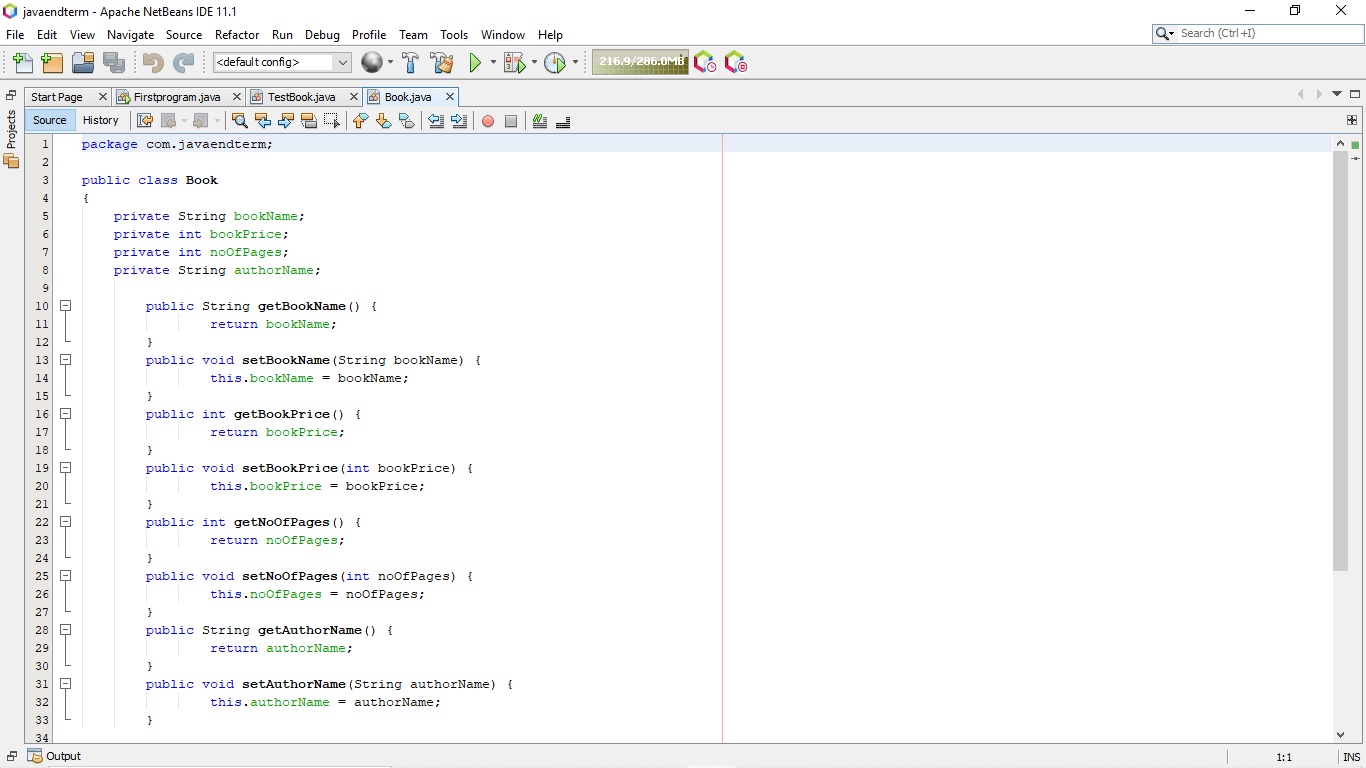 javaendterm - Apache NetBeans IDE 11.1
File Edit View Navigate Source Refactor Run Debug Profile Team Tools Window Help
Search (Ctrl+I)
<default config>
216.9/286.0MB
Start Page Firstprogram.java TestBook.java Book.java
Projects
Source History
1 package com.javaendterm;
2
3 public class Book
4 {
5 private String bookName;
6 private int bookPrice;
7 private int noOfPages;
8 private String authorName;
9
10 public String getBookName() {
11 return bookName;
12 }
13 public void setBookName(String bookName) {
14 this.bookName = bookName;
15 }
16 public int getBookPrice() {
17 return bookPrice;
18 }
19 public void setBookPrice(int bookPrice) {
20 this.bookPrice = bookPrice;
21 }
22 public int getNoOfPages() {
23 return noOfPages;
24 }
25 public void setNoOfPages(int noOfPages) {
26 this.noOfPages = noOfPages;
27 }
28 public String getAuthorName() {
29 return authorName;
30 }
31 public void setAuthorName(String authorName) {
32 this.authorName = authorName;
33 }
34
Output
1:1 INS